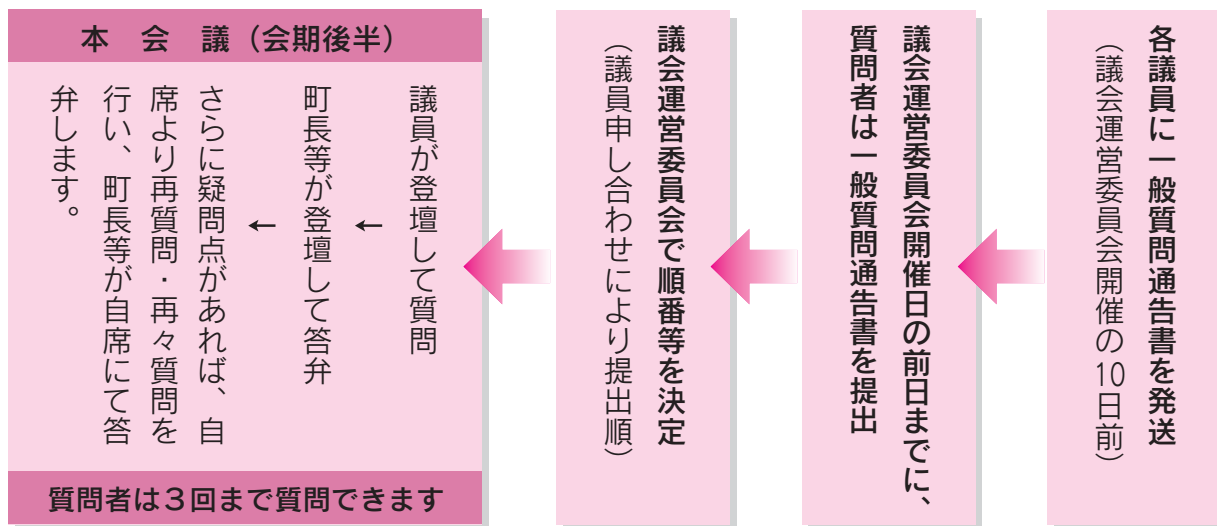 各議員に一般質問通告書を発送
（議会運営委員会開催の10日前）
議会運営委員会開催日の前日までに、
質問者は一般質問通告書を提出
議会運営委員会で順番等を決定
（議員申し合わせにより提出順）
本　会　議（会期後半）
議員が登壇して質問
↓
町長等が登壇して答弁
↓
さらに疑問点があれば、自
席より再質問・再々質問を
行い、町長等が自席にて答
弁します。
質問者は３回まで質問できます